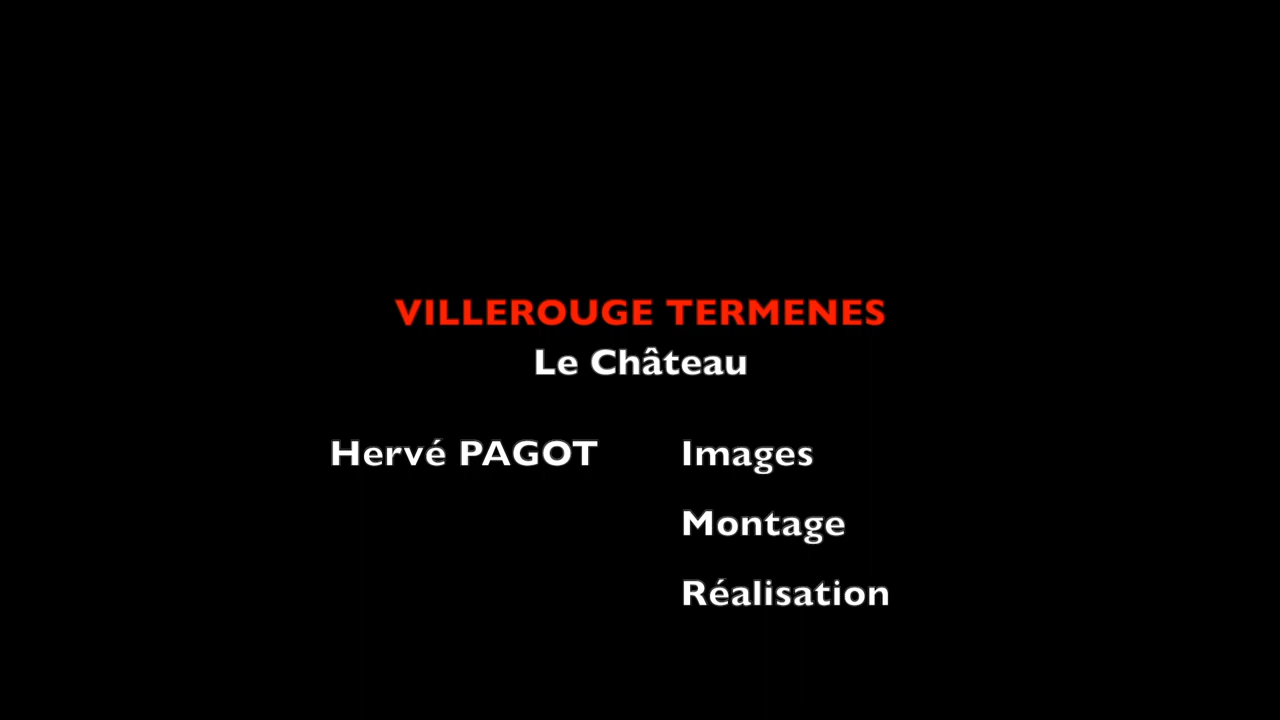 VILLEROUGE TERMENES
Le Château
Hervé PAGOT Images
Montage
Réalisation